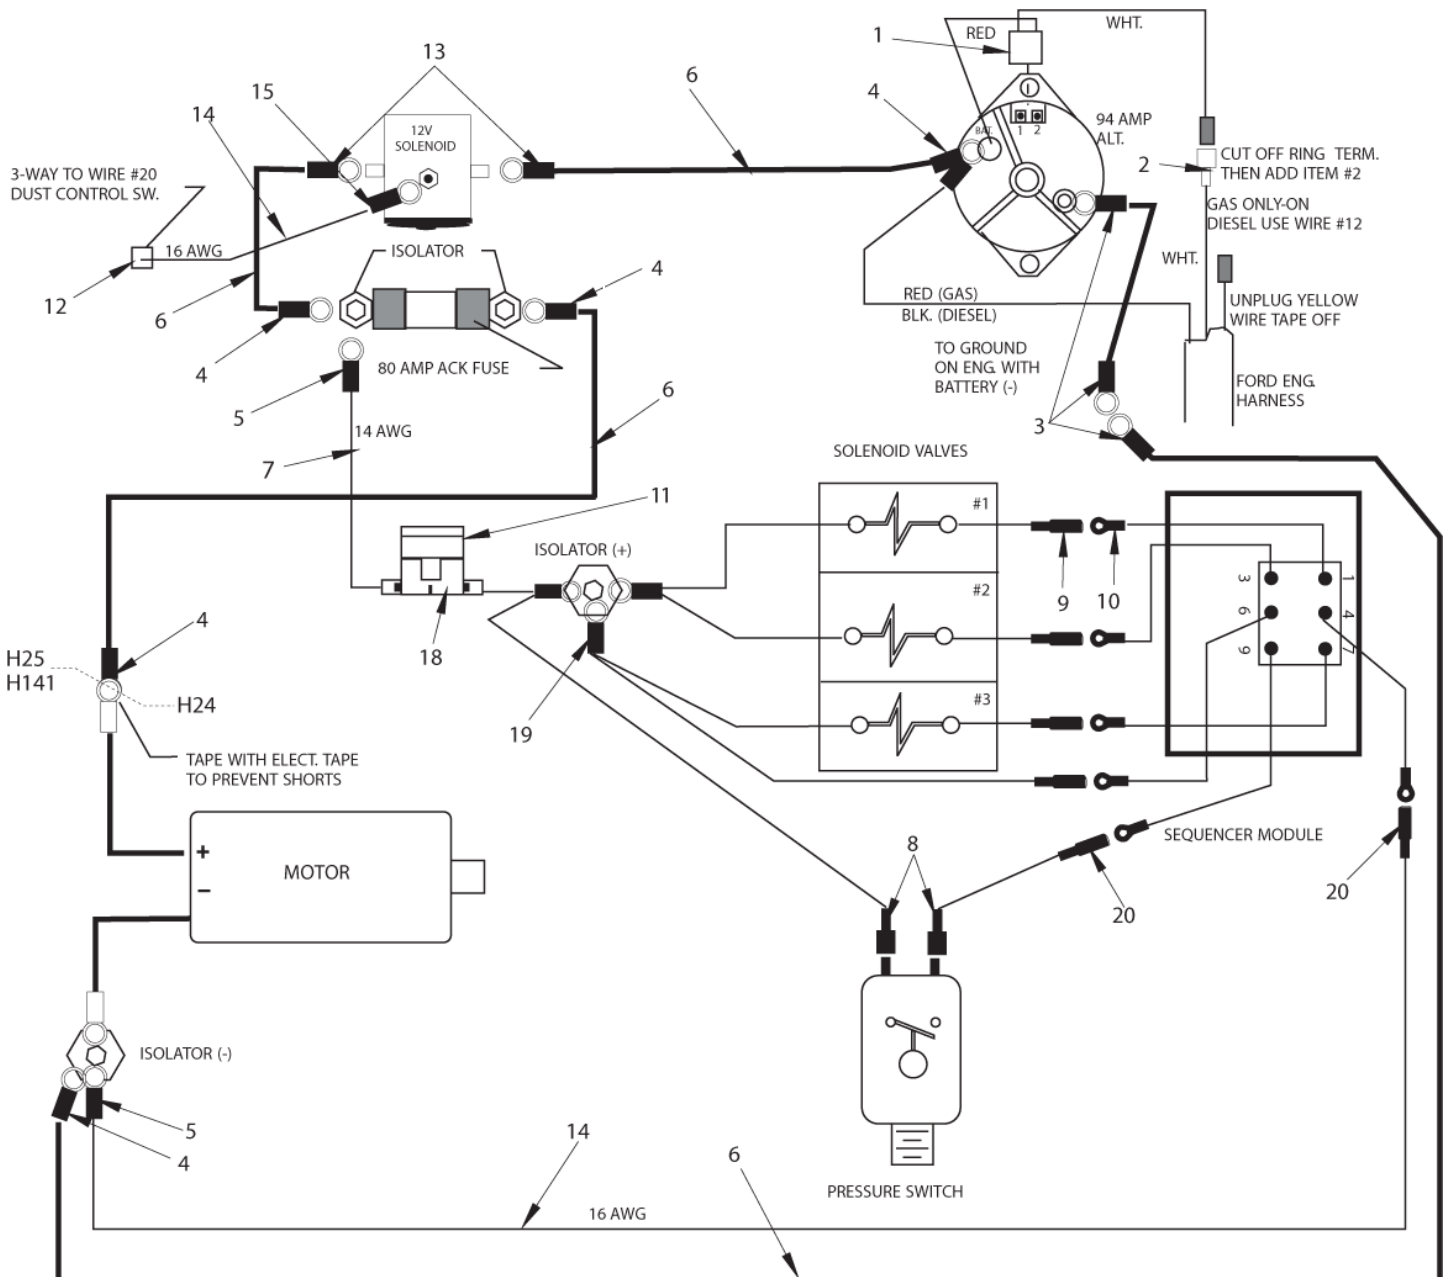 WHT.
RED
1
13
6
15
4
14
12V
SOLENOID
BAT.
1 2
94 AMP
ALT.
2
CUT OFF RING TERM.
THEN ADD ITEM #2
3-WAY TO WIRE #20
DUST CONTROL SW.
GAS ONLY-ON
DIESEL USE WIRE #12
16 AWG
ISOLATOR
WHT.
12
6
4
RED (GAS)
BLK. (DIESEL)
UNPLUG YELLOW
WIRE TAPE OFF
4
80 AMP ACK FUSE
TO GROUND
ON ENG. WITH
BATTERY (-)
FORD ENG.
HARNESS
5
6
3
14 AWG
7
SOLENOID VALVES
11
#1
ISOLATOR (+)
9
10
3
1
#2
6
4
9
7
4
18
H25
H141
H24
#3
19
TAPE WITH ELECT. TAPE
TO PREVENT SHORTS
SEQUENCER MODULE
+
MOTOR
–
8
20
20
ISOLATOR (-)
5
4
14
6
PRESSURE SWITCH
16 AWG